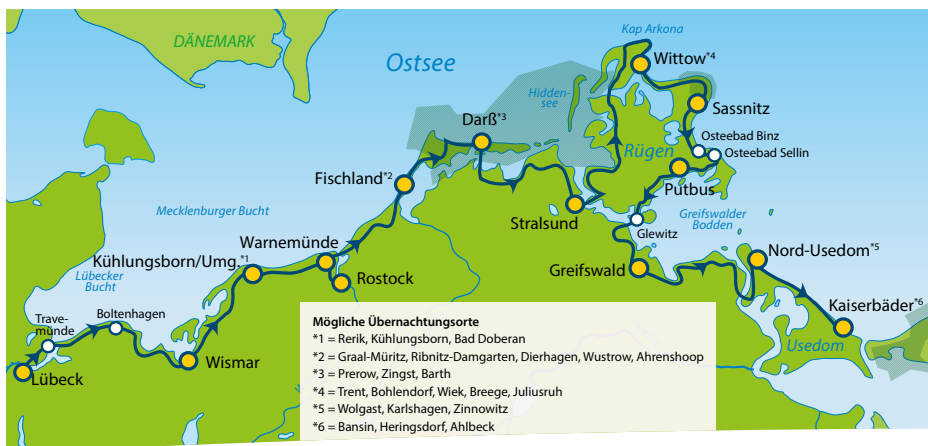 DÄNEMARK
Ostsee
Kap Arkona
Wittow*4
Hidden-
see
Sassnitz
Darß*3
Osteebad Binz
Osteebad Sellin
Rügen
Fischland*2
Putbus
Mecklenburger Bucht
Stralsund
Greifswalder
Bodden
Glewitz
Warnemünde
Nord-Usedom*5
Kühlungsborn/Umg.*1
Greifswald
Lübecker
Bucht
Rostock
Kaiserbäder*6
Boltenhagen
Trave-
münde
Usedom
Wismar
Lübeck
Mögliche Übernachtungsorte
*1 = Rerik, Kühlungsborn, Bad Doberan
*2 = Graal-Müritz, Ribnitz-Damgarten, Dierhagen, Wustrow, Ahrenshoop
*3 = Prerow, Zingst, Barth
*4 = Trent, Bohlendorf, Wiek, Breege, Juliusruh
*5 = Wolgast, Karlshagen, Zinnowitz
*6 = Bansin, Heringsdorf, Ahlbeck